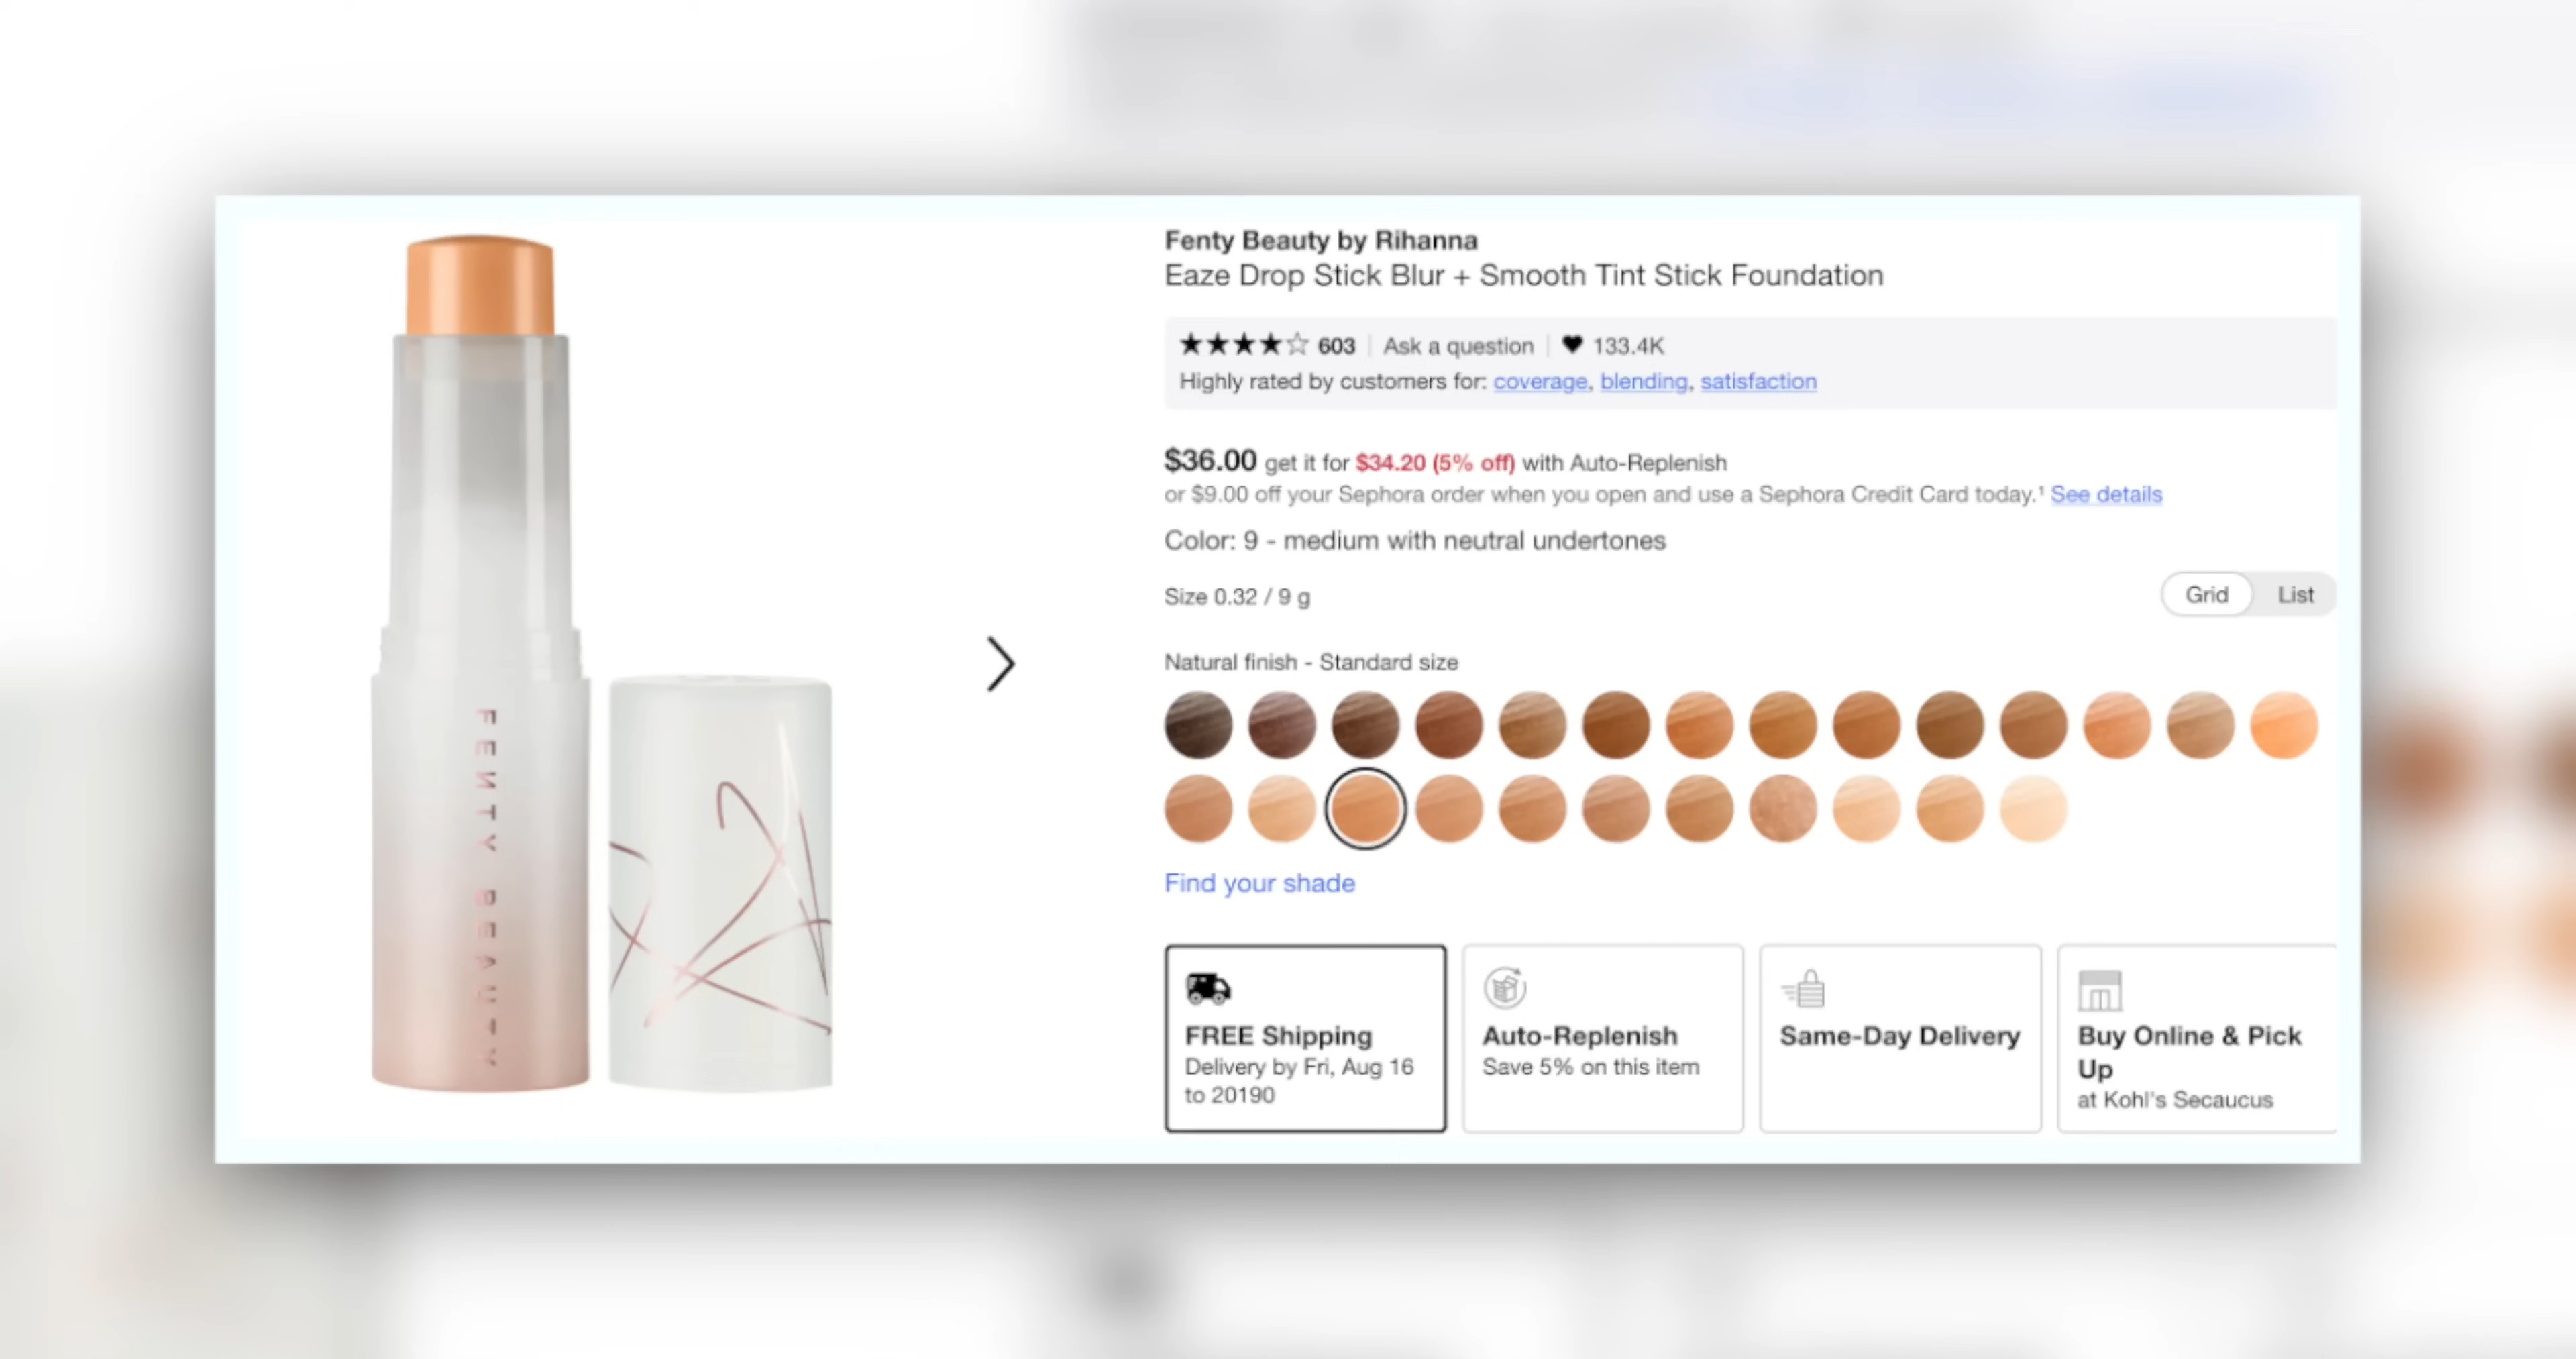 FENTY BEAUTY
Fenty Beauty by Rihanna
Eaze Drop Stick Blur + Smooth Tint Stick Foundation
★★★★☆ 603 | Ask a question | ♥ 133.4K
Highly rated by customers for: coverage, blending, satisfaction
$36.00 get it for $34.20 (5% off) with Auto-Replenish
or $9.00 off your Sephora order when you open and use a Sephora Credit Card today.¹ See details
Color: 9 - medium with neutral undertones
Size 0.32 / 9 g
Grid List
Natural finish - Standard size
Find your shade
FREE Shipping
Delivery by Fri, Aug 16
to 20190
Auto-Replenish
Save 5% on this item
Same-Day Delivery
Buy Online & Pick
Up
at Kohl's Secaucus